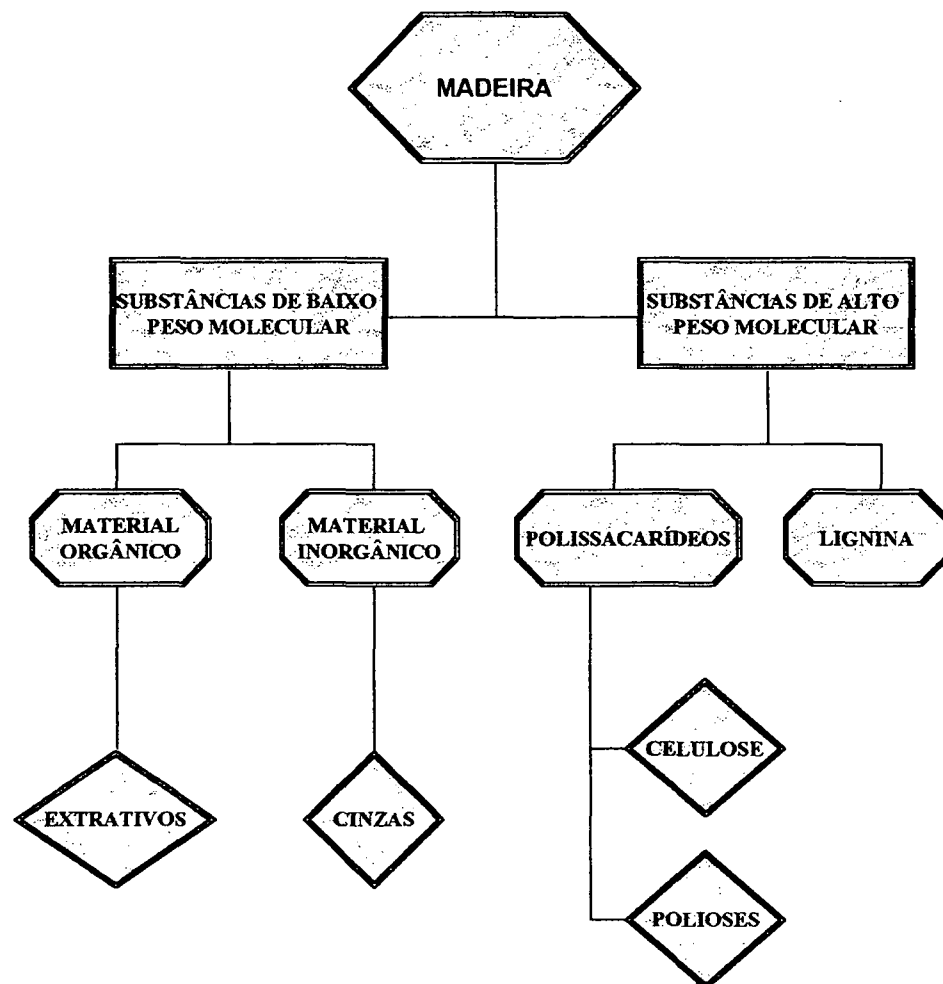 MADEIRA
SUBSTÂNCIAS DE BAIXO
PESO MOLECULAR
SUBSTÂNCIAS DE ALTO
PESO MOLECULAR
MATERIAL
ORGÂNICO
MATERIAL
INORGÂNICO
POLISSACARÍDEOS
LIGNINA
EXTRATIVOS
CINZAS
CELULOSE
POLIOSES